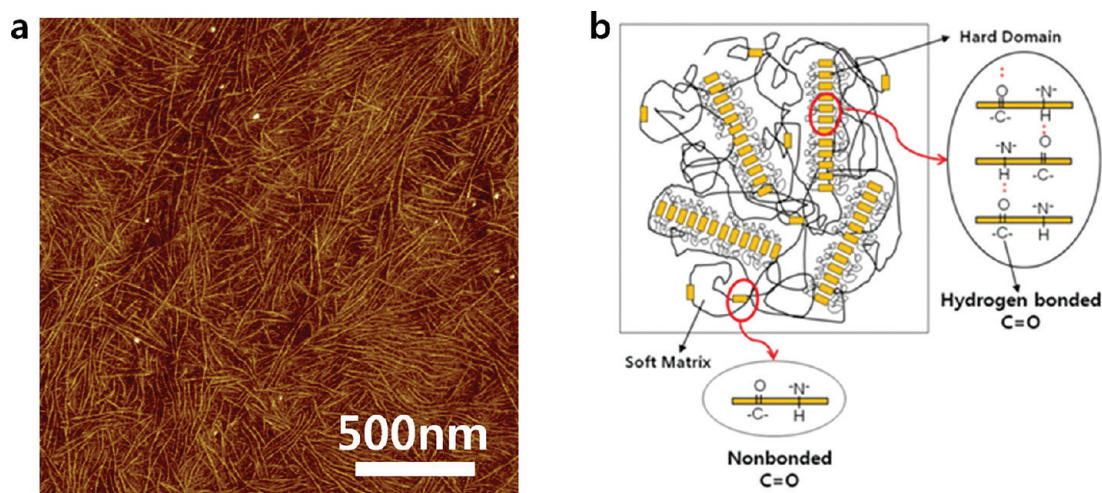 a
500nm
b
Hard Domain
O
-C-
-N-
H
-N-
H
O
-C-
O
-C-
-N-
H
Hydrogen bonded
C=O
Soft Matrix
O
-C-
-N-
H
Nonbonded
C=O